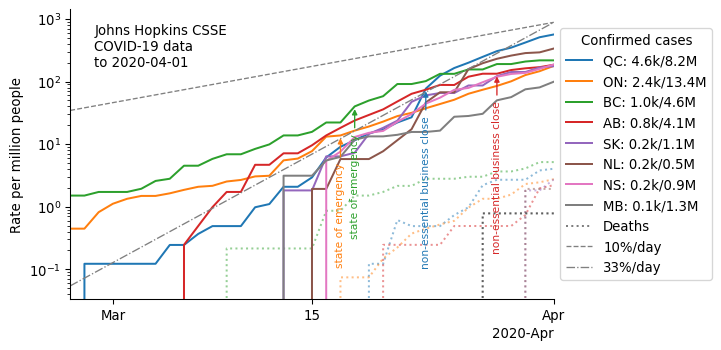 Johns Hopkins CSSE
COVID-19 data
to 2020-04-01
Rate per million people
10³
10²
10¹
10⁰
10⁻¹
state of emergency
state of emergency
non-essential business close
non-essential business close
Mar
15
Apr
2020-Apr
Confirmed cases
QC: 4.6k/8.2M
ON: 2.4k/13.4M
BC: 1.0k/4.6M
AB: 0.8k/4.1M
SK: 0.2k/1.1M
NL: 0.2k/0.5M
NS: 0.2k/0.9M
MB: 0.1k/1.3M
Deaths
10%/day
33%/day